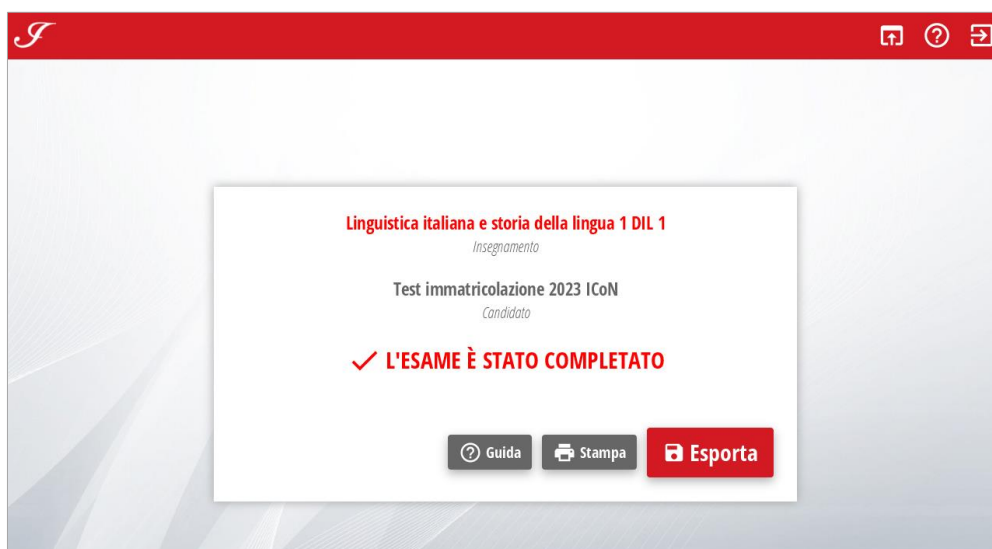 I
Linguistica italiana e storia della lingua 1 DIL 1
Insegnamento
Test immatricolazione 2023 ICoN
Candidato
L'ESAME È STATO COMPLETATO
Guida
Stampa
Esporta